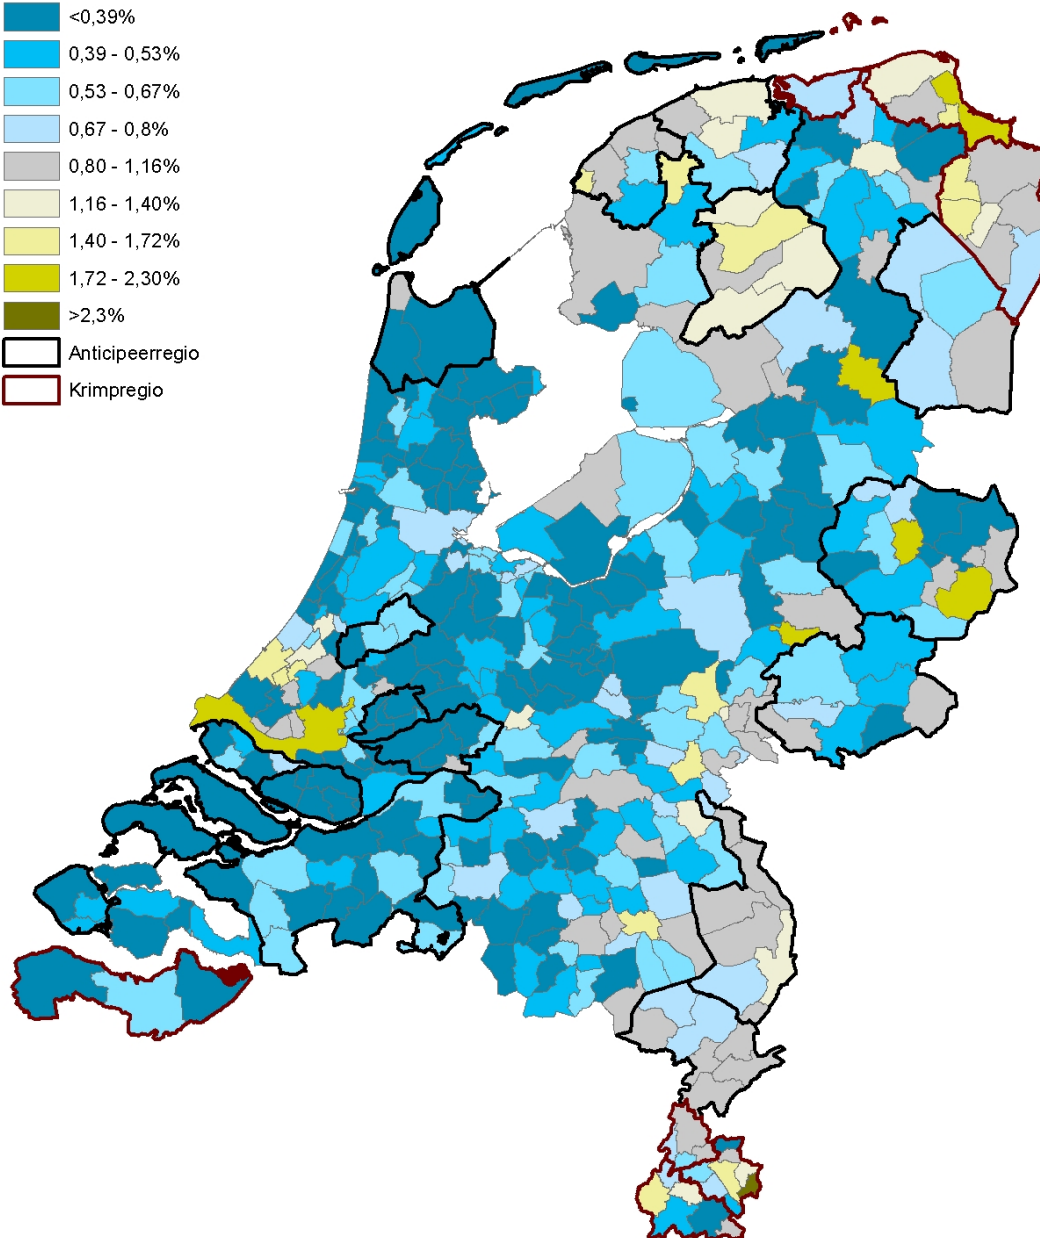 <0,39%
0,39 - 0,53%
0,53 - 0,67%
0,67 - 0,8%
0,80 - 1,16%
1,16 - 1,40%
1,40 - 1,72%
1,72 - 2,30%
>2,3%
Anticipeerregio
Krimpregio